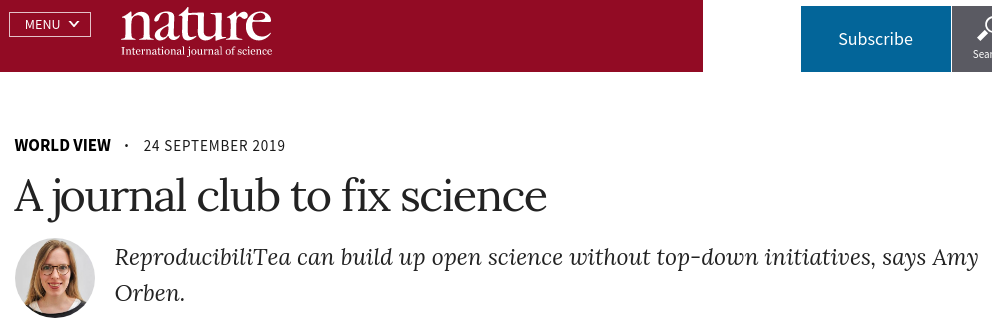 MENU
nature
International journal of science
Subscribe
WORLD VIEW · 24 SEPTEMBER 2019
A journal club to fix science
ReproducibiliTea can build up open science without top-down initiatives, says Amy
Orben.